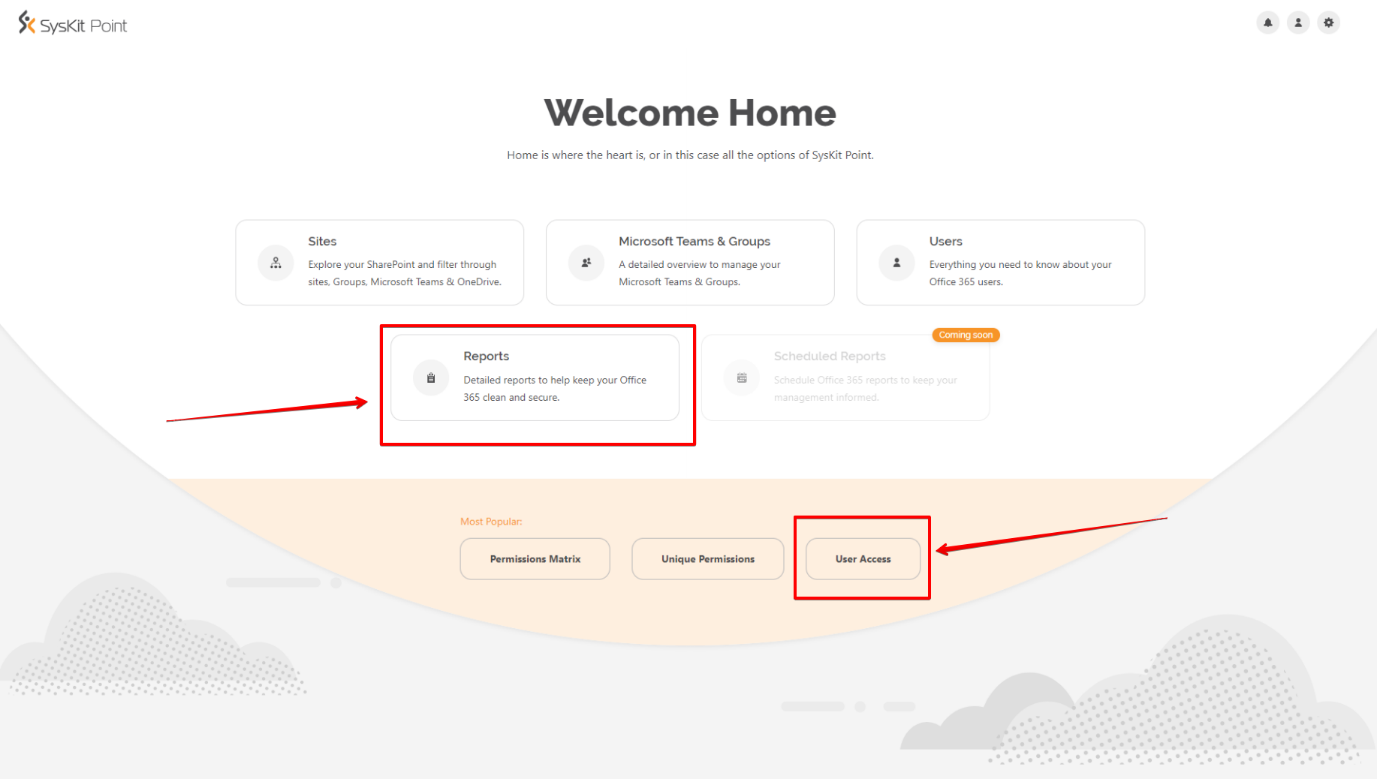 SysKit Point
Welcome Home
Home is where the heart is, or in this case all the options of SysKit Point.
Sites
Explore your SharePoint and filter through
sites, Groups, Microsoft Teams & OneDrive.
Microsoft Teams & Groups
A detailed overview to manage your
Microsoft Teams & Groups.
Users
Everything you need to know about your
Office 365 users.
Reports
Detailed reports to help keep your Office
365 clean and secure.
Coming soon
Scheduled Reports
Schedule Office 365 reports to keep your
management informed.
Most Popular:
Permissions Matrix
Unique Permissions
User Access